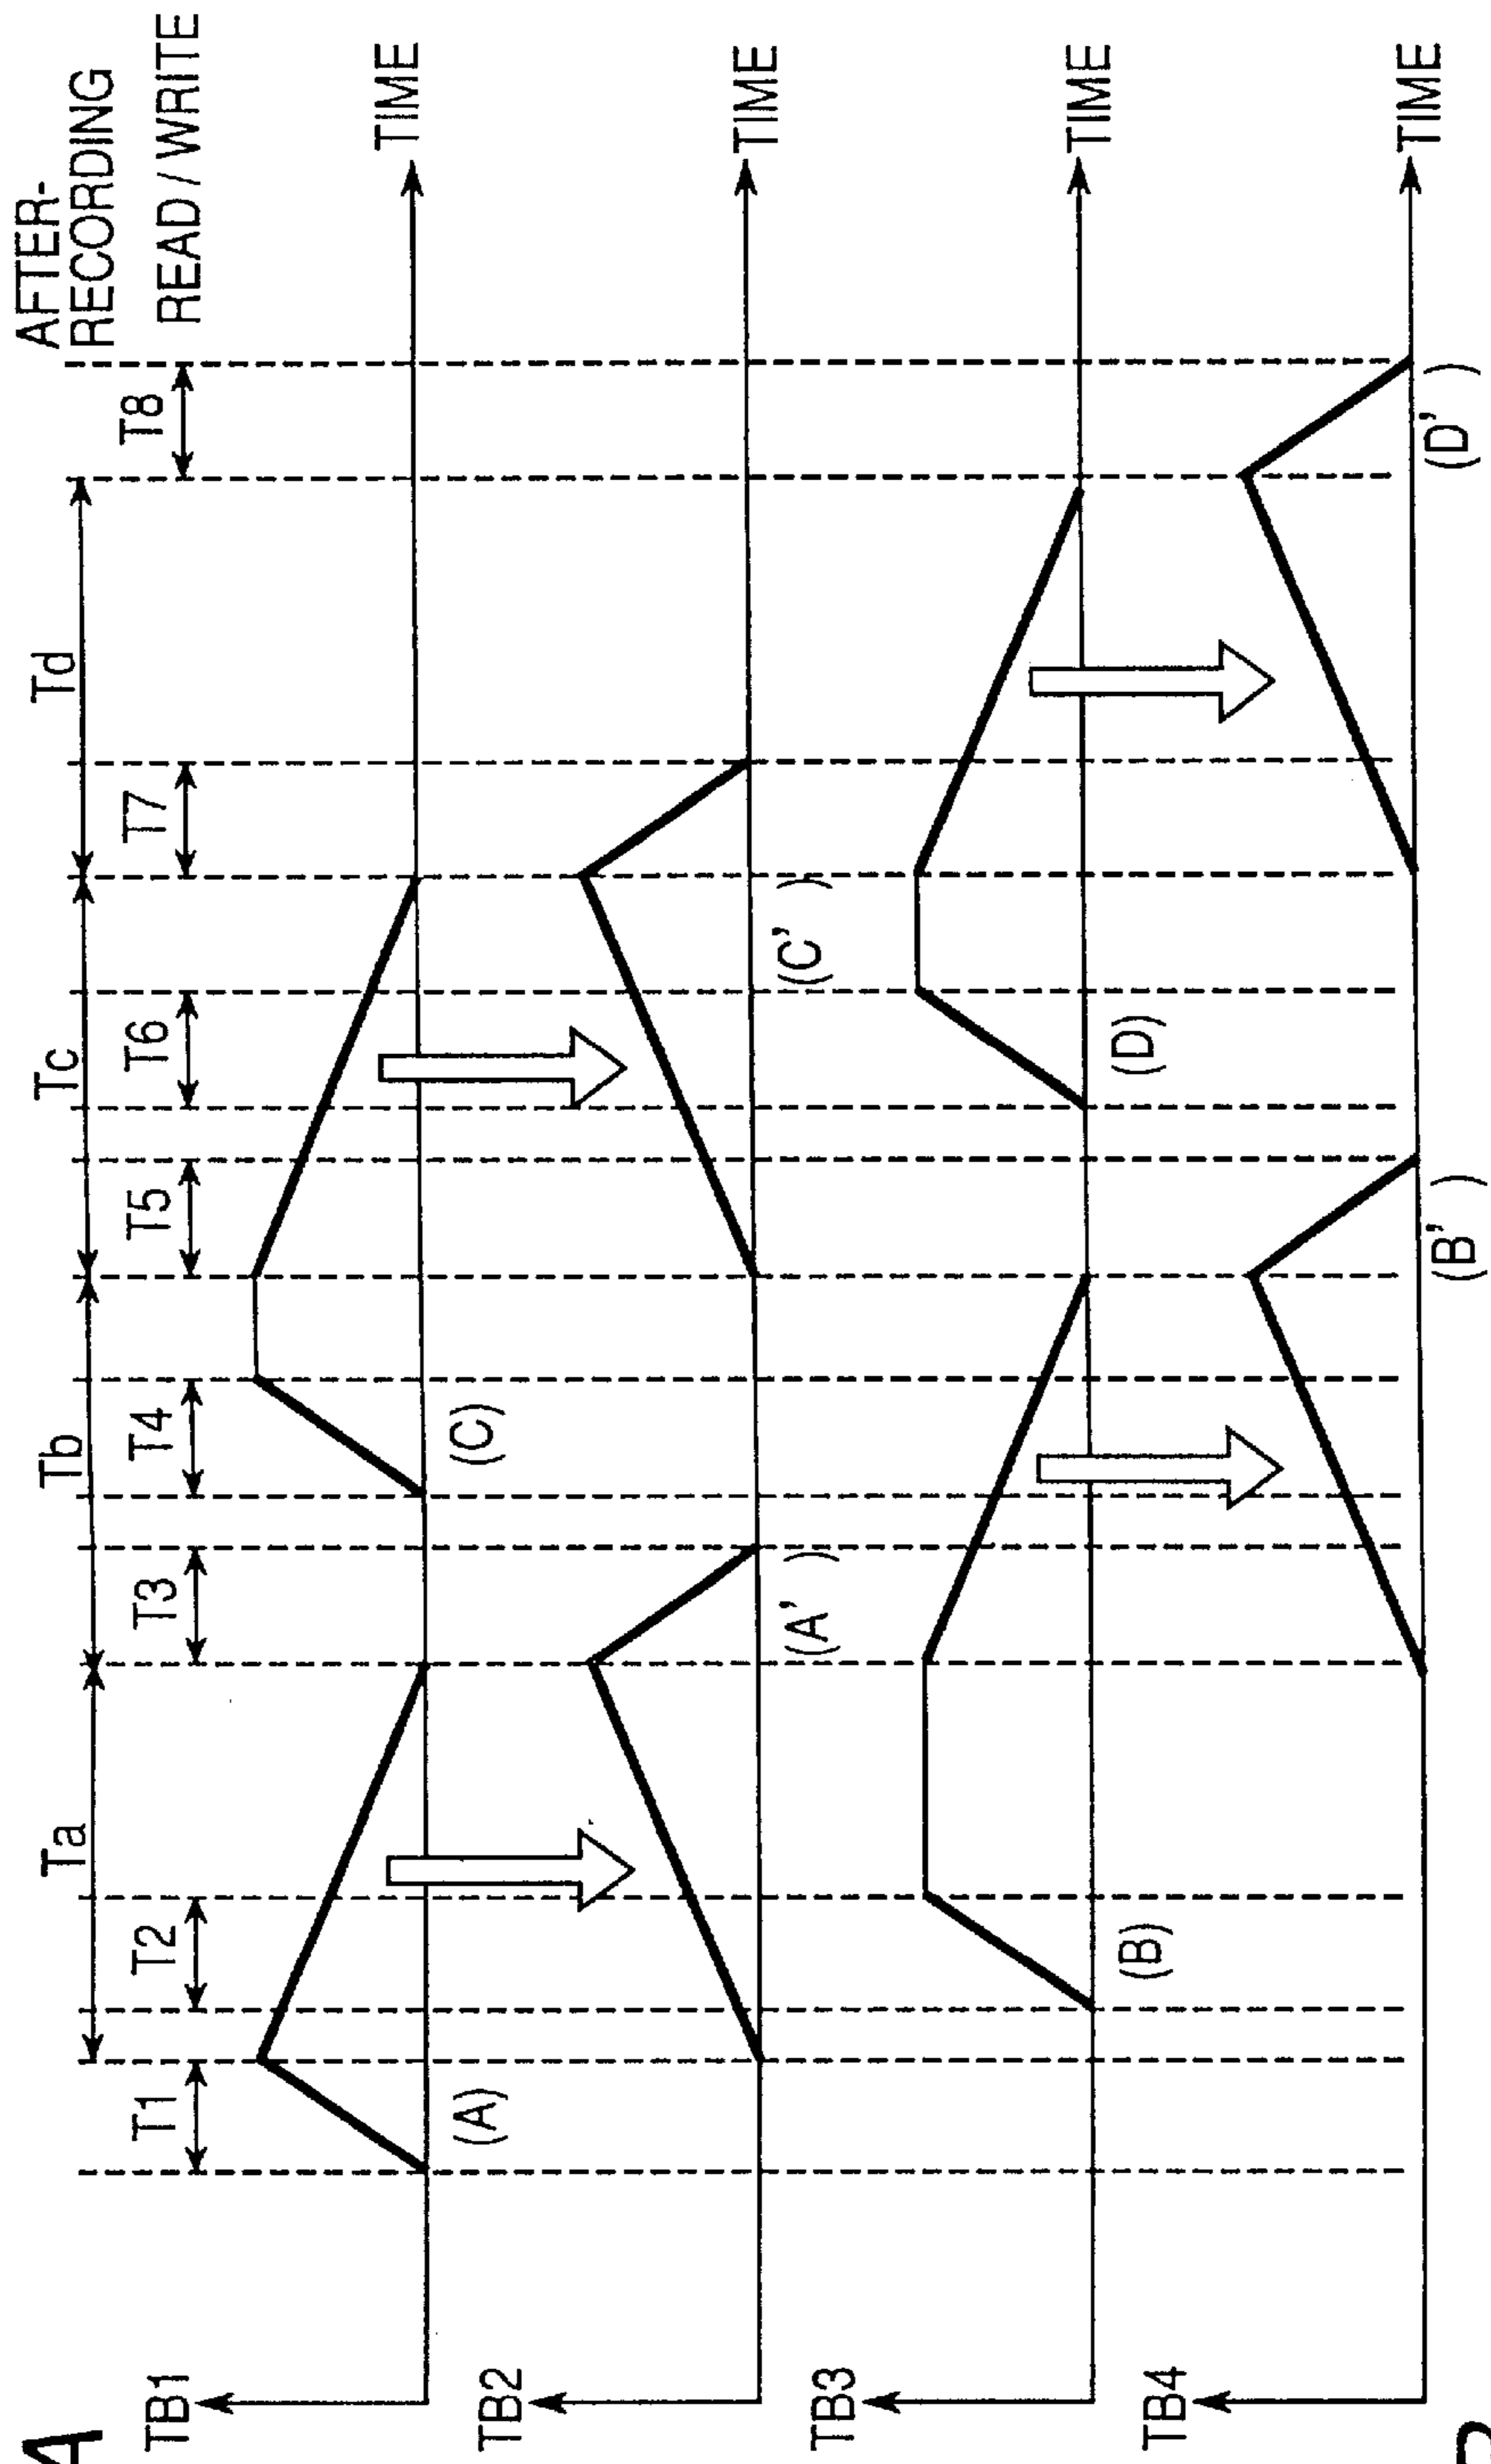 A
AFTER-
RECORDING
Ta Tb Tc Td
READ / WRITE
T1 T2 T3 T4 T5 T6 T7 T8
TB1
TIME
(A) (C)
TB2
TIME
(A' ) (C' )
TB3
TIME
(B) (D)
TB4
TIME
(B' ) (D' )